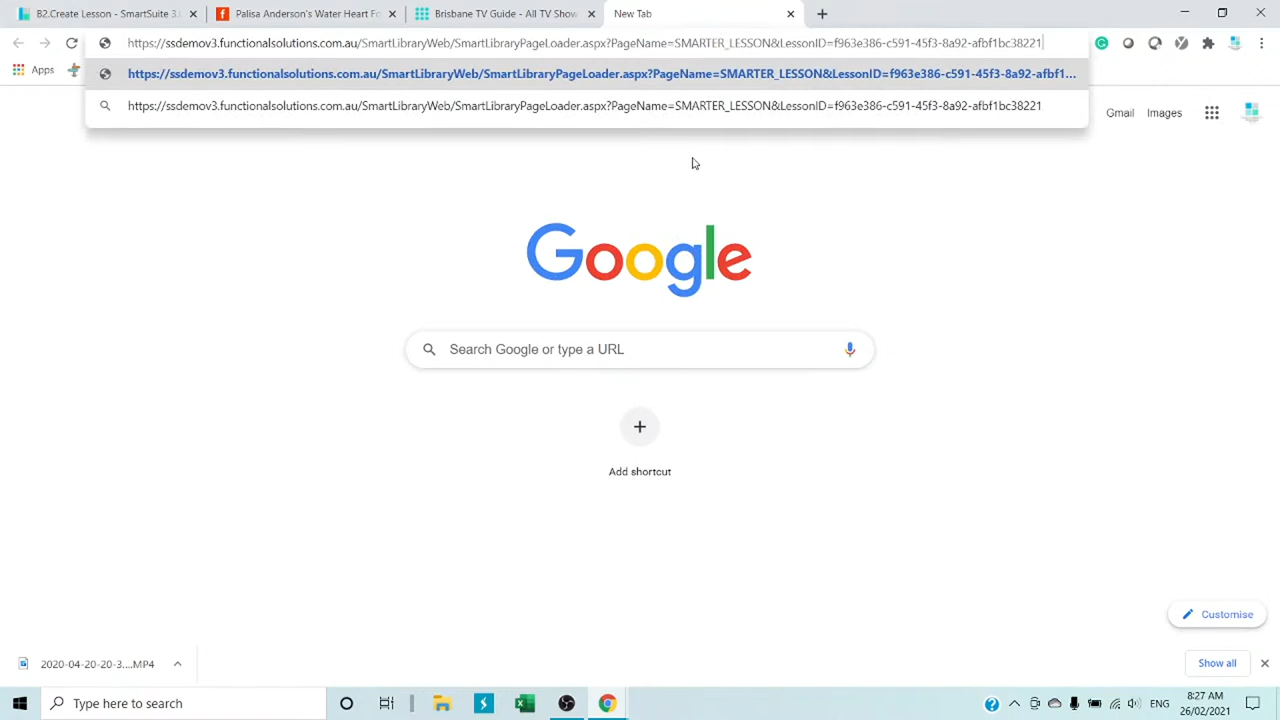 B2.Create Lesson - SmartSuite 3.
Palisa Anderson's Water Heart Fo
Brisbane TV Guide - All TV Show
New Tab
https://ssdemov3.functionalsolutions.com.au/SmartLibraryWeb/SmartLibraryPageLoader.aspx?PageName=SMARTER_LESSON&LessonID=f963e386-c591-45f3-8a92-afbf1bc38221
Apps
https://ssdemov3.functionalsolutions.com.au/SmartLibraryWeb/SmartLibraryPageLoader.aspx?PageName=SMARTER_LESSON&LessonID=f963e386-c591-45f3-8a92-afbf1...
https://ssdemov3.functionalsolutions.com.au/SmartLibraryWeb/SmartLibraryPageLoader.aspx?PageName=SMARTER_LESSON&LessonID=f963e386-c591-45f3-8a92-afbf1bc38221
Gmail Images
Google
Search Google or type a URL
Add shortcut
Customise
2020-04-20-20-3....MP4
Show all
Type here to search
ENG
8:27 AM
26/02/2021